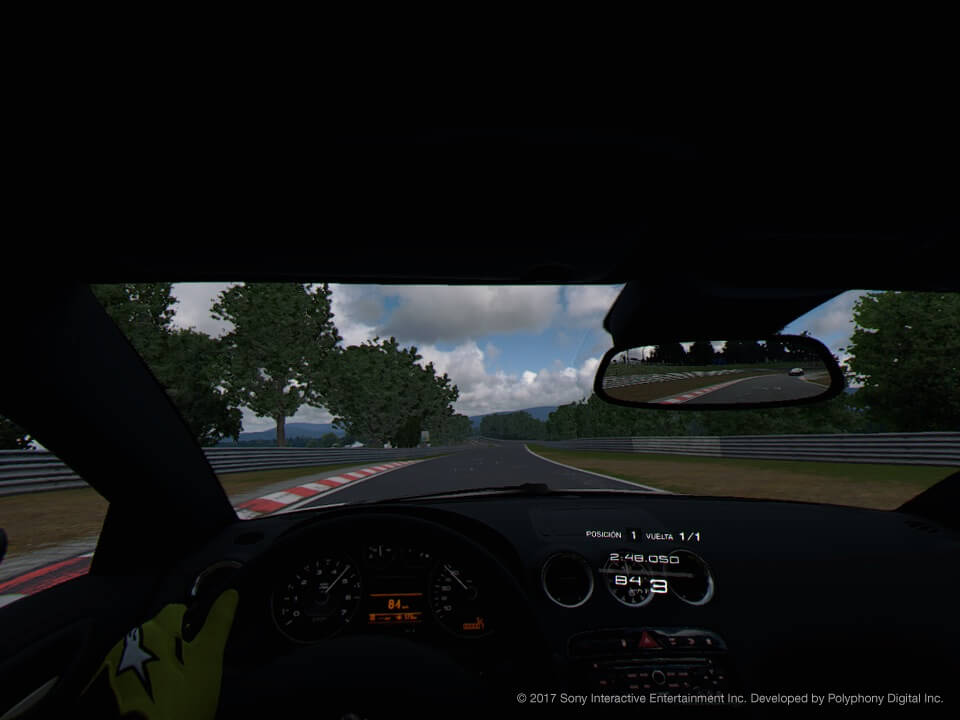 POSICIÓN 1 VUELTA 1/1
2:48.050
84 3
84
© 2017 Sony Interactive Entertainment Inc. Developed by Polyphony Digital Inc.